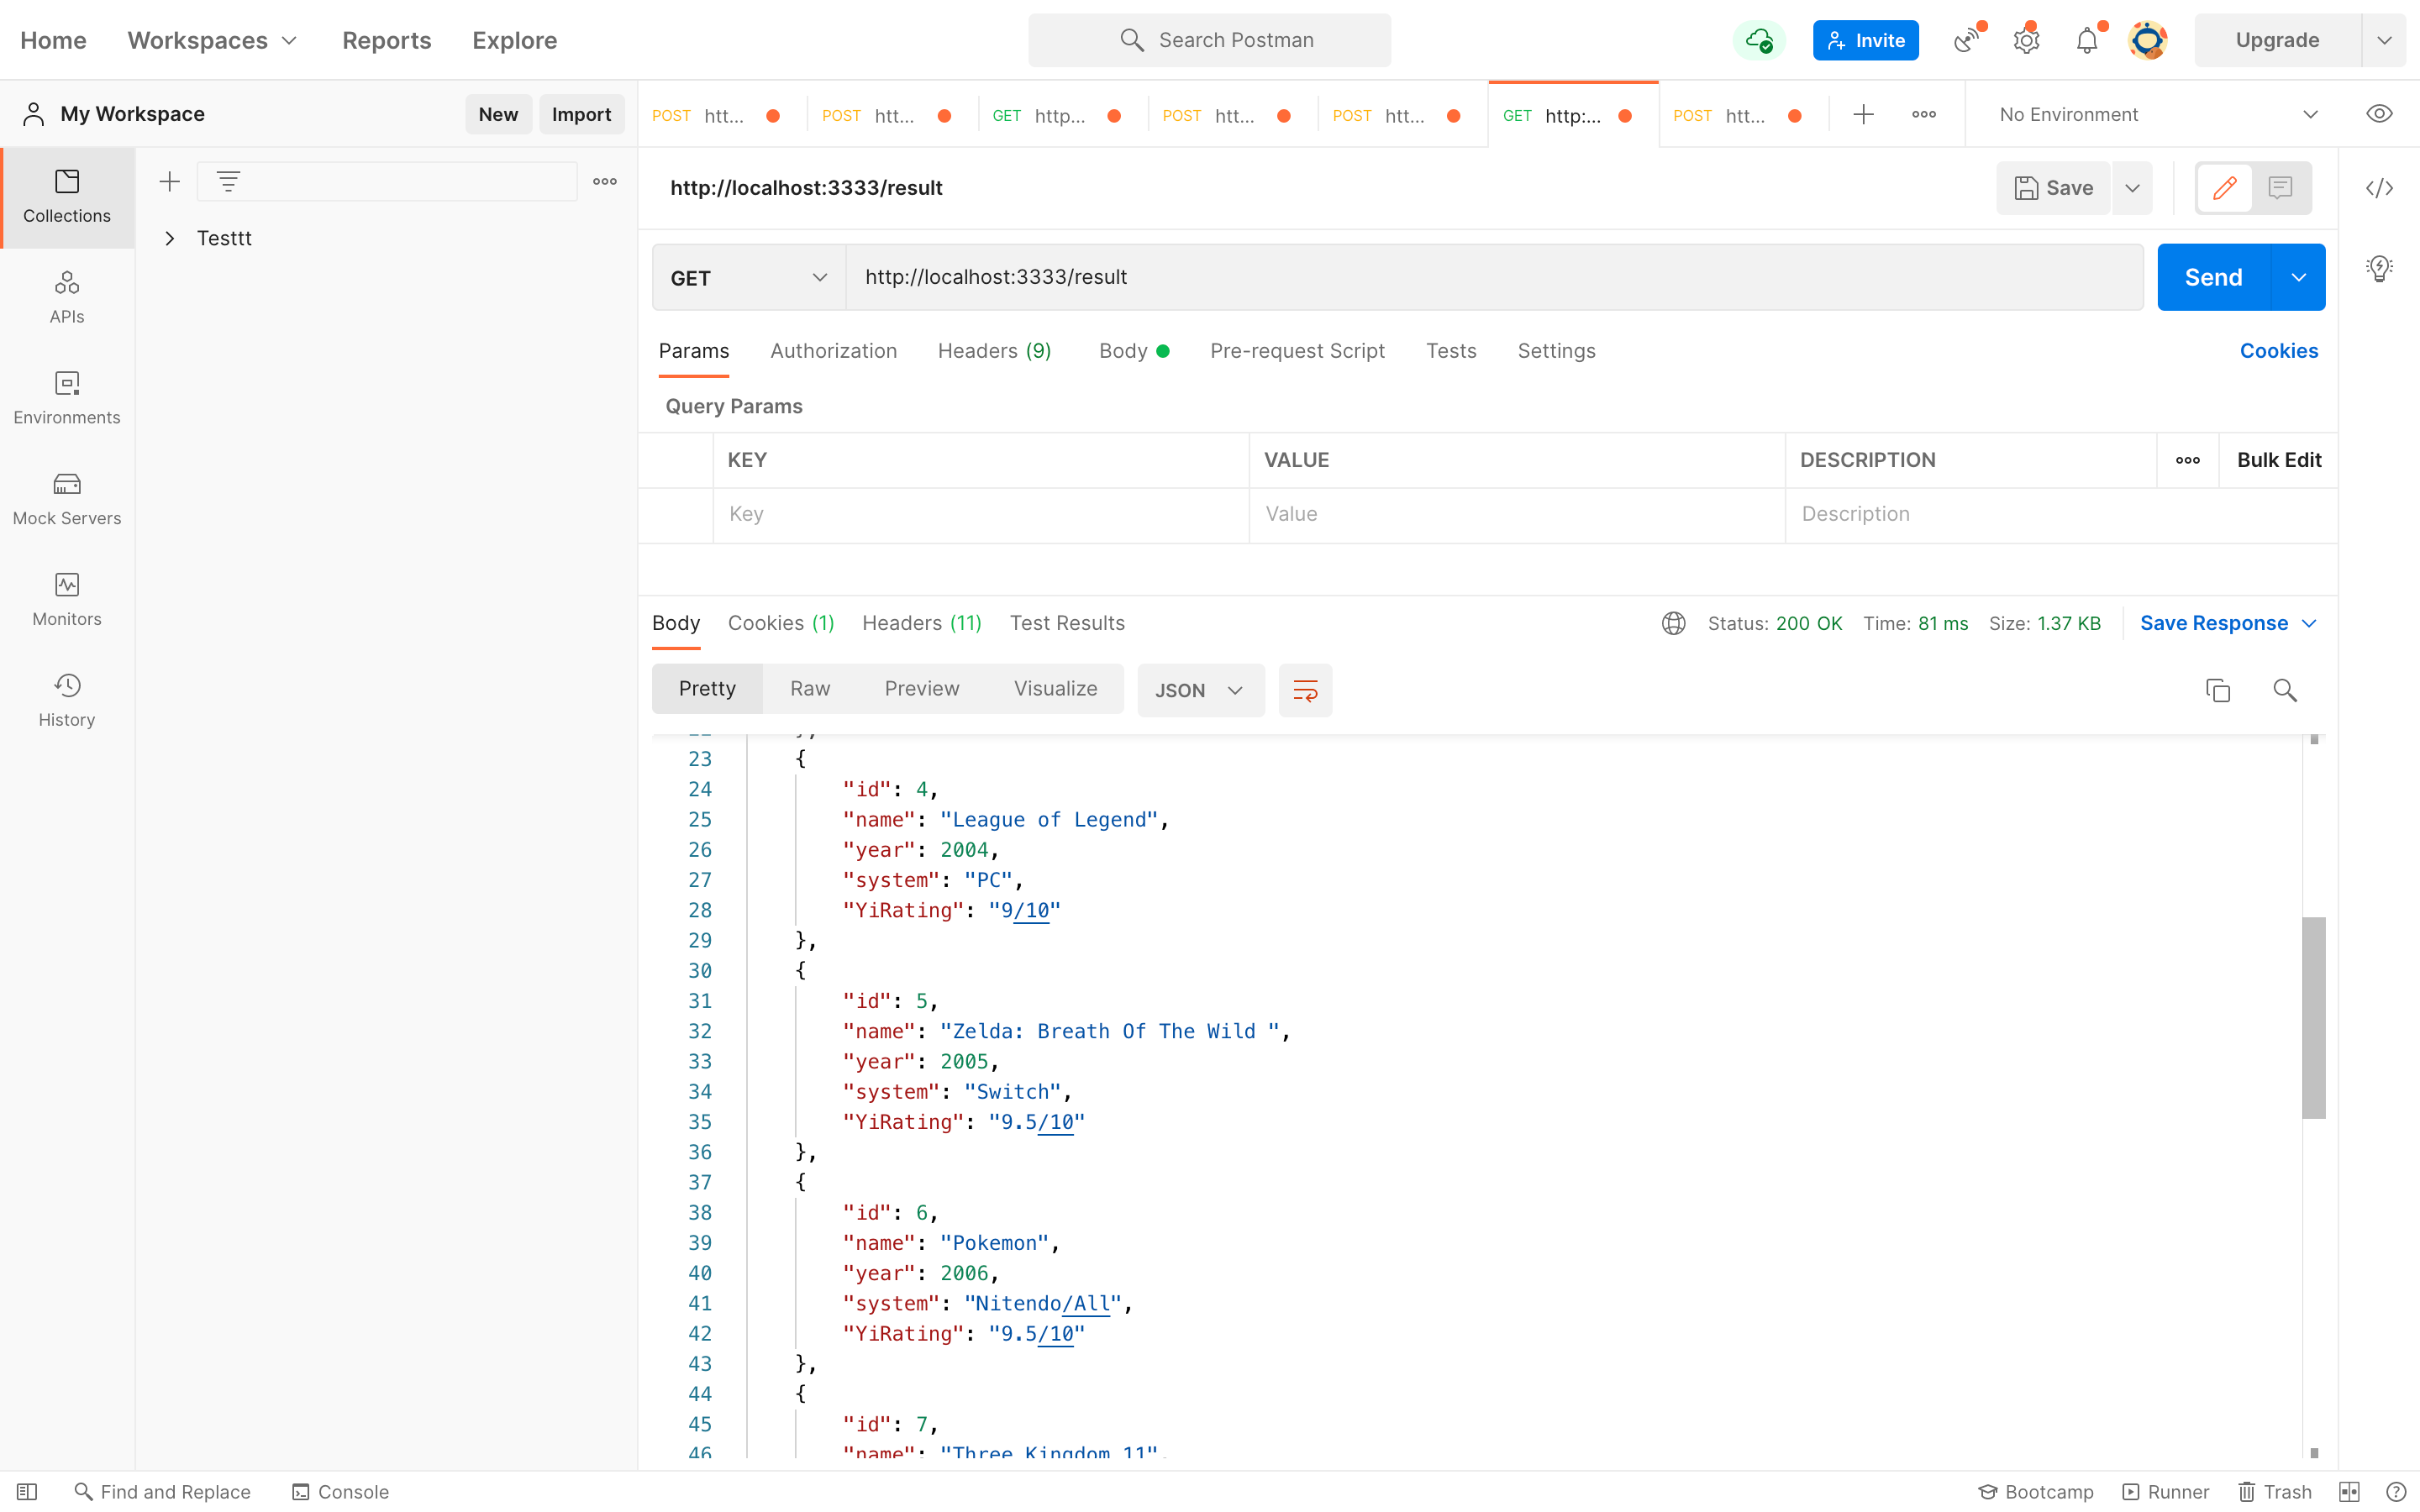 Home Workspaces Reports Explore Search Postman Invite Upgrade
My Workspace New Import POST htt... POST htt... GET http... POST htt... POST htt... GET http:... POST htt... No Environment
Collections
APIs
Environments
Mock Servers
Monitors
History
Testtt
http://localhost:3333/result Save
GET http://localhost:3333/result Send
Params Authorization Headers (9) Body Pre-request Script Tests Settings Cookies
Query Params
KEY VALUE DESCRIPTION Bulk Edit
Key Value Description
Body Cookies (1) Headers (11) Test Results Status: 200 OK Time: 81 ms Size: 1.37 KB Save Response
Pretty Raw Preview Visualize JSON
23 {
24 "id": 4,
25 "name": "League of Legend",
26 "year": 2004,
27 "system": "PC",
28 "YiRating": "9/10"
29 },
30 {
31 "id": 5,
32 "name": "Zelda: Breath Of The Wild ",
33 "year": 2005,
34 "system": "Switch",
35 "YiRating": "9.5/10"
36 },
37 {
38 "id": 6,
39 "name": "Pokemon",
40 "year": 2006,
41 "system": "Nitendo/All",
42 "YiRating": "9.5/10"
43 },
44 {
45 "id": 7,
46 "name": "Three Kingdom 11",
Find and Replace Console Bootcamp Runner Trash